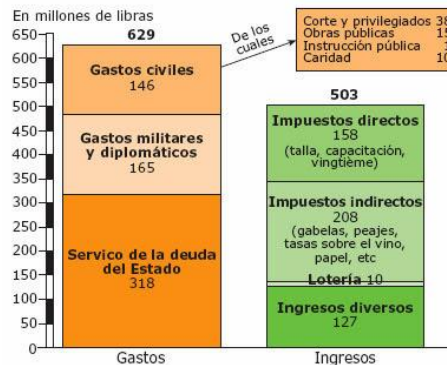 En millones de libras
650
600
550
500
450
400
350
300
250
200
150
100
50
0
629
Gastos civiles
146
Gastos militares
y diplomáticos
165
Servico de la deuda
del Estado
318
Gastos
De los
cuales
Corte y privilegiados 38
Obras públicas 15
Instrucción pública
Caridad 10
503
Impuestos directos
158
(talla, capacitación,
vingtième)
Impuestos indirectos
208
(gabelas, peajes,
tasas sobre el vino,
papel, etc
Lotería 10
Ingresos diversos
127
Ingresos